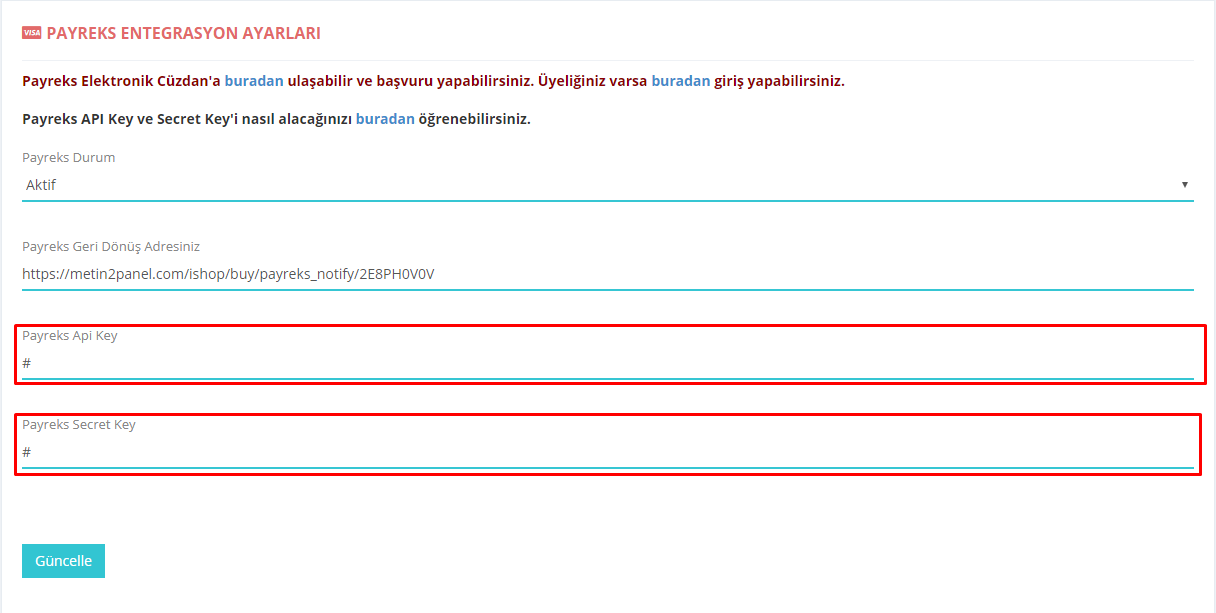 VISA PAYREKS ENTEGRASYON AYARLARI
Payreks Elektronik Cüzdan'a buradan ulaşabilir ve başvuru yapabilirsiniz. Üyeliğiniz varsa buradan giriş yapabilirsiniz.
Payreks API Key ve Secret Key'i nasıl alacağınızı buradan öğrenebilirsiniz.
Payreks Durum
Aktif
Payreks Geri Dönüş Adresiniz
https://metin2panel.com/ishop/buy/payreks_notify/2E8PH0V0V
Payreks Api Key
#
Payreks Secret Key
#
Güncelle